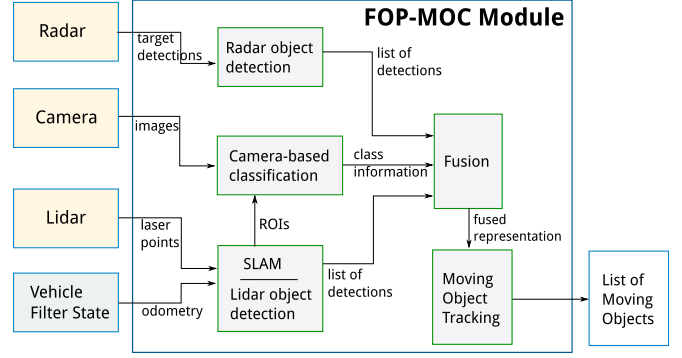 FOP-MOC Module
Radar
target
detections
Radar object
detection
list of
detections
Camera
images
Camera-based
classification
class
information
Fusion
Lidar
laser
points
ROIs
fused
representation
SLAM
Lidar object
detection
list of
detections
Vehicle
Filter State
odometry
Moving
Object
Tracking
List of
Moving
Objects